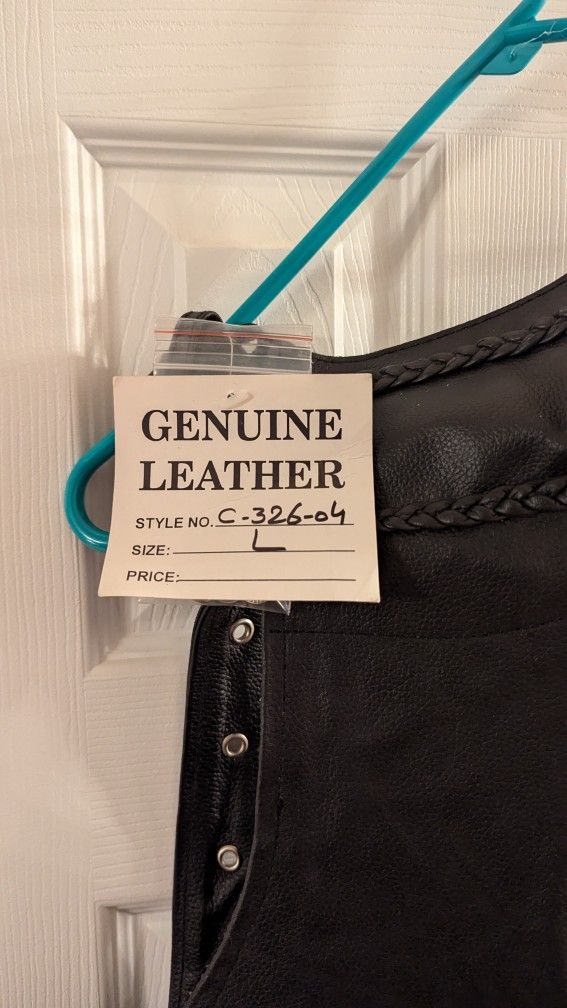 GENUINE
LEATHER
STYLE NO. C-326-04
SIZE: L
PRICE: